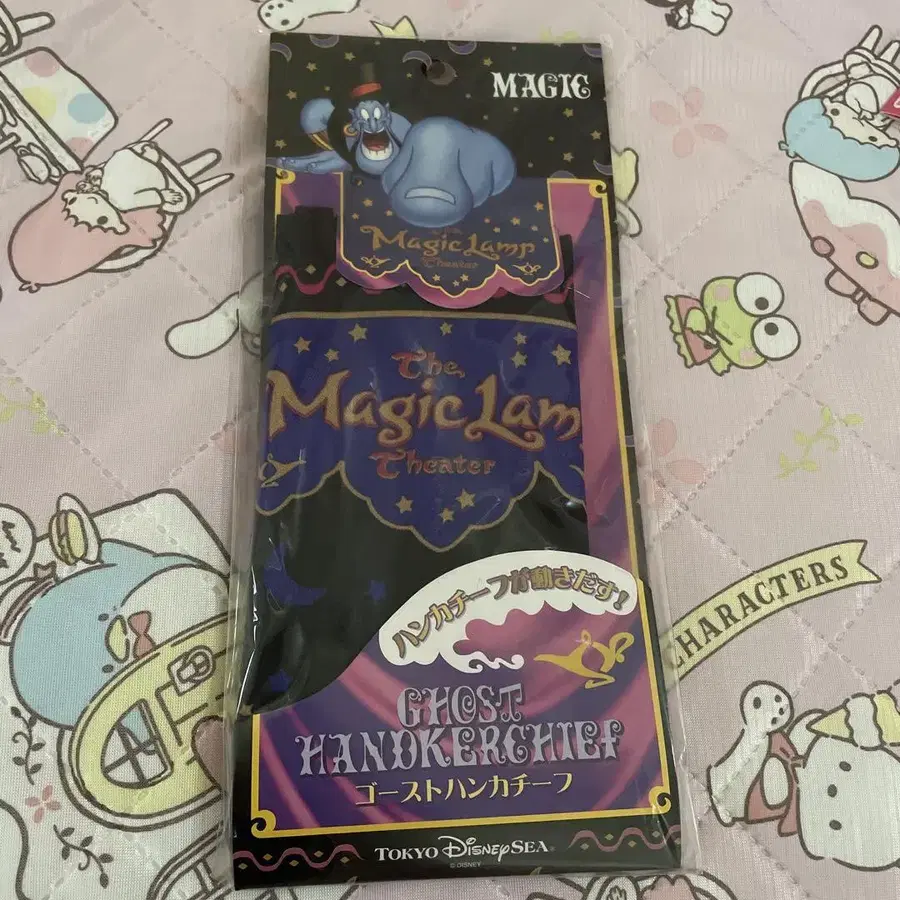 MAGIC
The
Magic Lamp
Theater
The
Magic Lam
Theater
ハンカチーフが動きだす!
GHOST
HANDKERCHIEF
ゴーストハンカチーフ
TOKYO DISNEYSEA®
© DISNEY
CHARACTERS